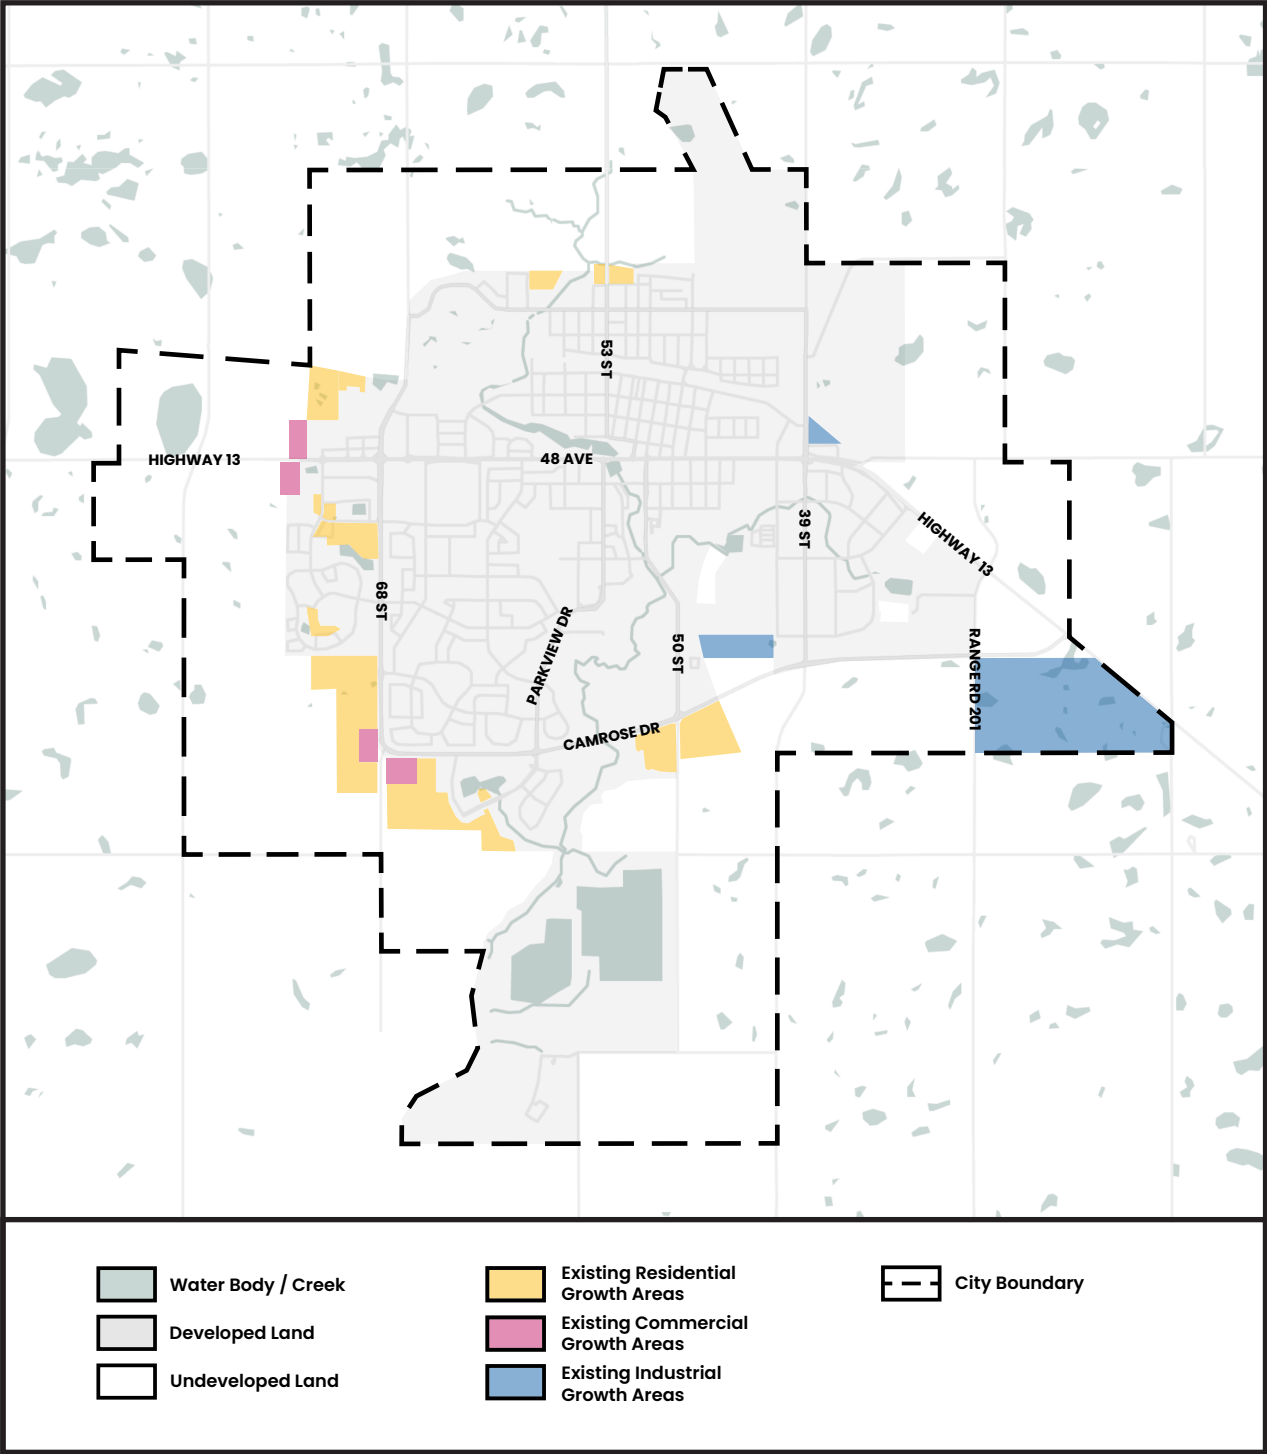 53 ST
HIGHWAY 13
48 AVE
39 ST
HIGHWAY 13
68 ST
PARKVIEW DR
50 ST
RANGE RD 201
CAMROSE DR
Water Body / Creek
Developed Land
Undeveloped Land
Existing Residential
Growth Areas
Existing Commercial
Growth Areas
Existing Industrial
Growth Areas
City Boundary